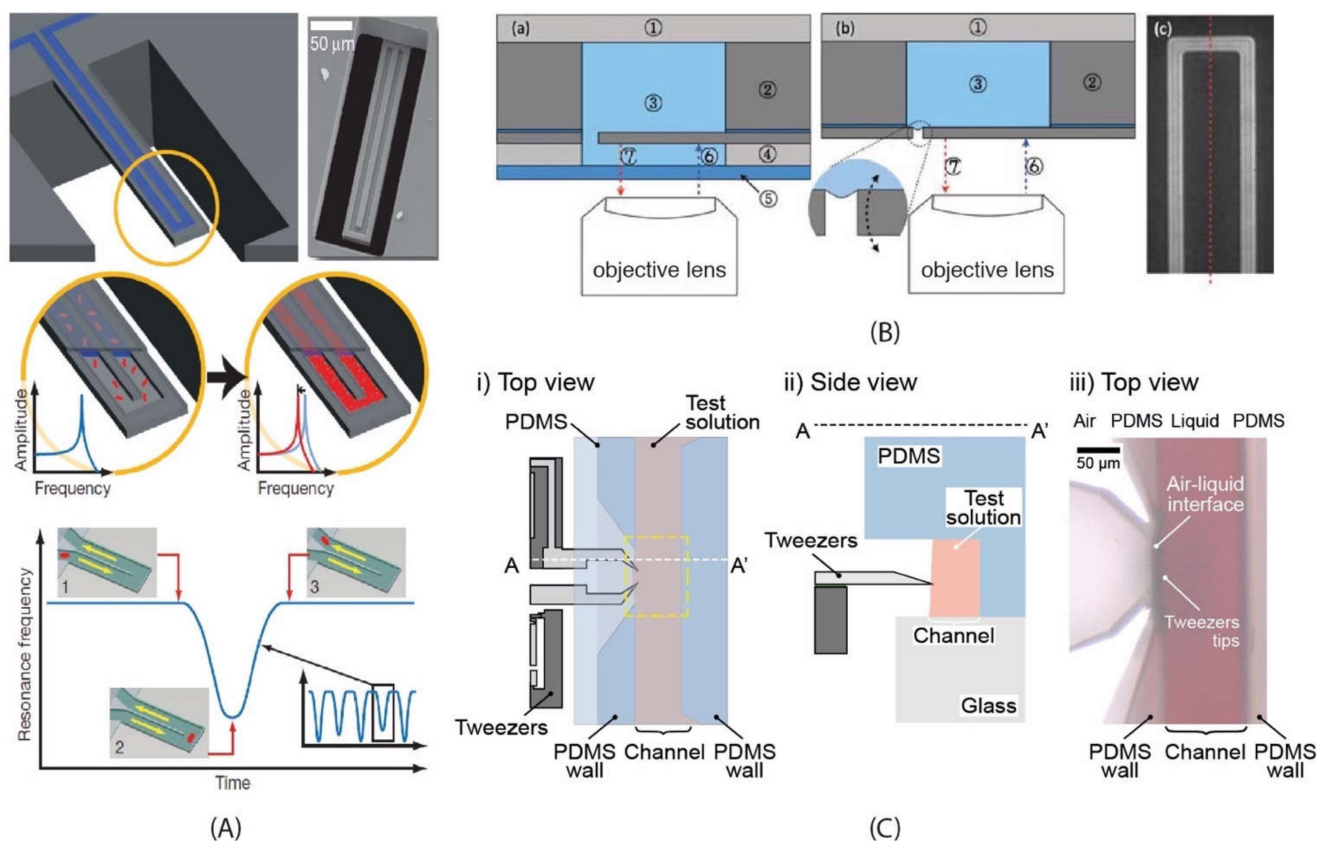 50 µm
Amplitude
Frequency
Amplitude
Frequency
Resonance frequency
1
3
2
Time
(A)
(a)
①
②
③
④
⑦
⑥
⑤
objective lens
(b)
①
②
③
⑦
⑥
objective lens
(c)
(B)
i) Top view
PDMS
Test
solution
A
A'
Tweezers
PDMS
wall
Channel
PDMS
wall
ii) Side view
A
A'
PDMS
Test
solution
Tweezers
Channel
Glass
iii) Top view
Air PDMS Liquid PDMS
50 µm
Air-liquid
interface
Tweezers
tips
PDMS
wall
Channel
PDMS
wall
(C)